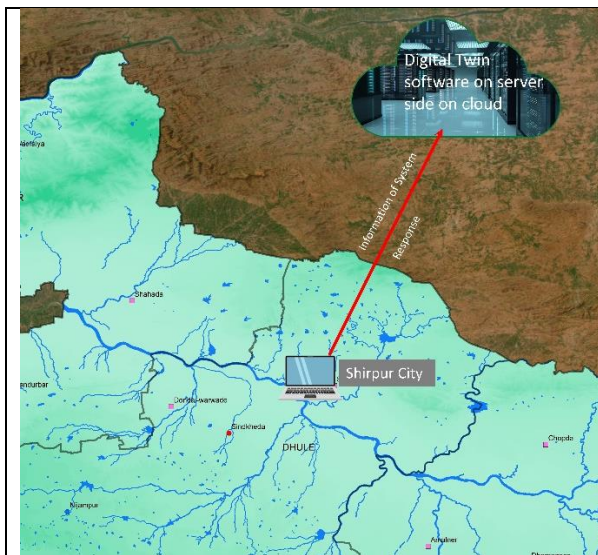 Digital Twin
software on server
side on cloud
Information of System
Response
Shahada
Shirpur City
Sindkheda
DHULE
Chopda
Nijampur
Amalner